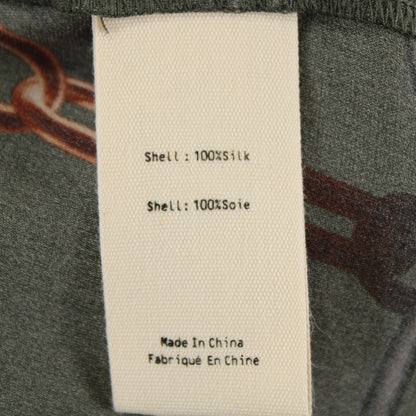 Shell : 100%Silk
Shell: 100%Soie
Made In China
Fabriqué En Chine